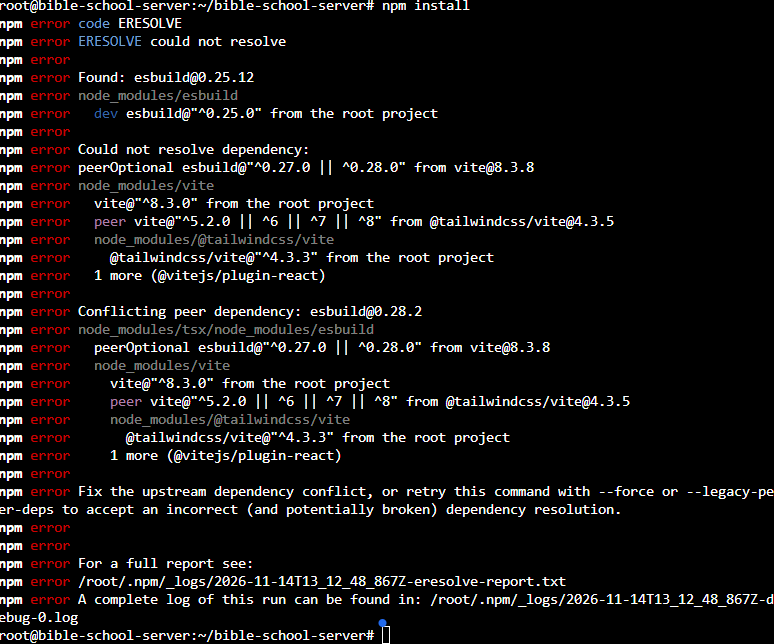 root@bible-school-server:~/bible-school-server# npm install
npm error code ERESOLVE
npm error ERESOLVE could not resolve
npm error
npm error Found: esbuild@0.25.12
npm error node_modules/esbuild
npm error   dev esbuild@"^0.25.0" from the root project
npm error
npm error Could not resolve dependency:
npm error peerOptional esbuild@"^0.27.0 || ^0.28.0" from vite@8.3.8
npm error node_modules/vite
npm error   vite@"^8.3.0" from the root project
npm error   peer vite@"^5.2.0 || ^6 || ^7 || ^8" from @tailwindcss/vite@4.3.5
npm error   node_modules/@tailwindcss/vite
npm error     @tailwindcss/vite@"^4.3.3" from the root project
npm error   1 more (@vitejs/plugin-react)
npm error
npm error Conflicting peer dependency: esbuild@0.28.2
npm error node_modules/tsx/node_modules/esbuild
npm error   peerOptional esbuild@"^0.27.0 || ^0.28.0" from vite@8.3.8
npm error   node_modules/vite
npm error     vite@"^8.3.0" from the root project
npm error     peer vite@"^5.2.0 || ^6 || ^7 || ^8" from @tailwindcss/vite@4.3.5
npm error     node_modules/@tailwindcss/vite
npm error       @tailwindcss/vite@"^4.3.3" from the root project
npm error     1 more (@vitejs/plugin-react)
npm error
npm error Fix the upstream dependency conflict, or retry this command with --force or --legacy-pe
er-deps to accept an incorrect (and potentially broken) dependency resolution.
npm error
npm error
npm error For a full report see:
npm error /root/.npm/_logs/2026-11-14T13_12_48_867Z-eresolve-report.txt
npm error A complete log of this run can be found in: /root/.npm/_logs/2026-11-14T13_12_48_867Z-d
ebug-0.log
root@bible-school-server:~/bible-school-server#